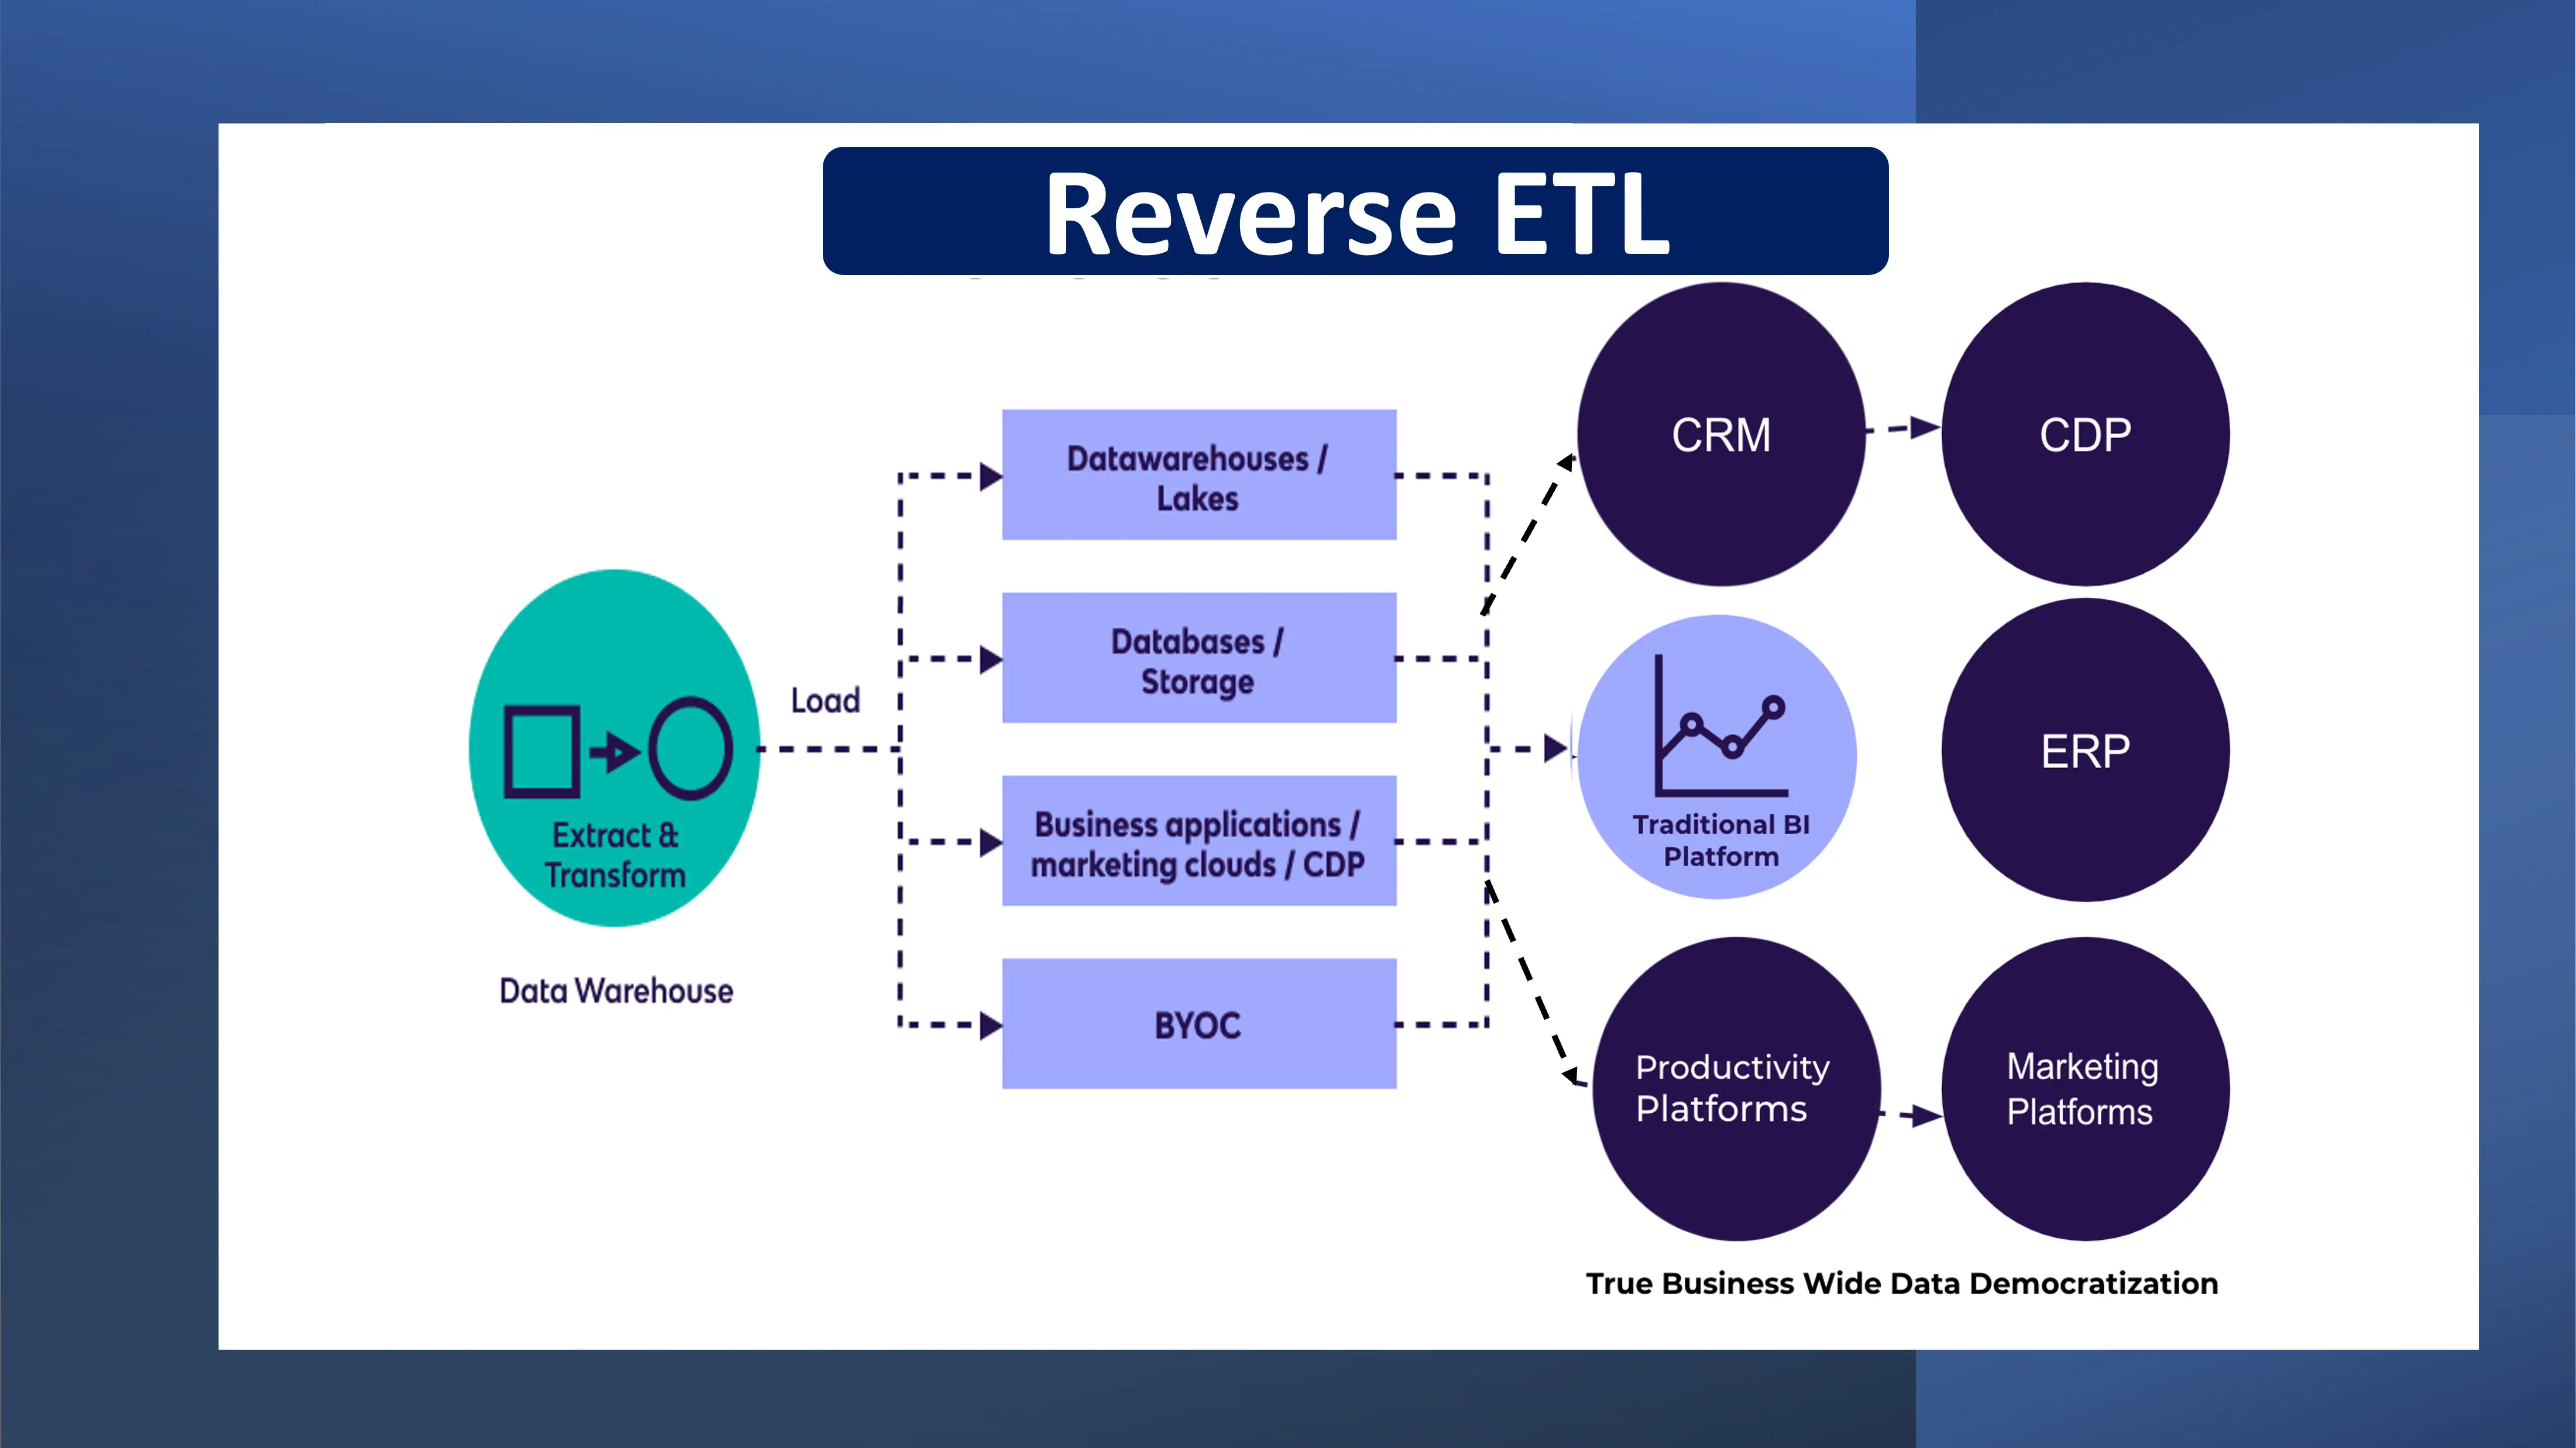 Reverse ETL
Extract &
Transform
Data Warehouse
Load
Datawarehouses /
Lakes
Databases /
Storage
Business applications /
marketing clouds / CDP
BYOC
CRM
CDP
Traditional BI
Platform
ERP
Productivity
Platforms
Marketing
Platforms
True Business Wide Data Democratization